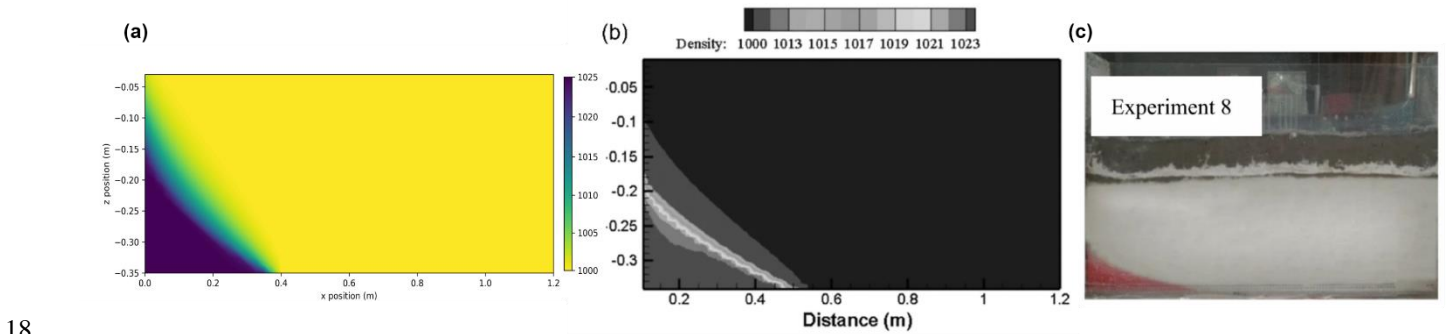 (a)
−0.05
−0.10
−0.15
−0.20
−0.25
−0.30
−0.35
z position (m)
0.0 0.2 0.4 0.6 0.8 1.0 1.2
x position (m)
1025
1020
1015
1010
1005
1000
(b)
Density: 1000 1013 1015 1017 1019 1021 1023
-0.05
-0.1
-0.15
-0.2
-0.25
-0.3
0.2 0.4 0.6 0.8 1 1.2
Distance (m)
(c)
Experiment 8
18